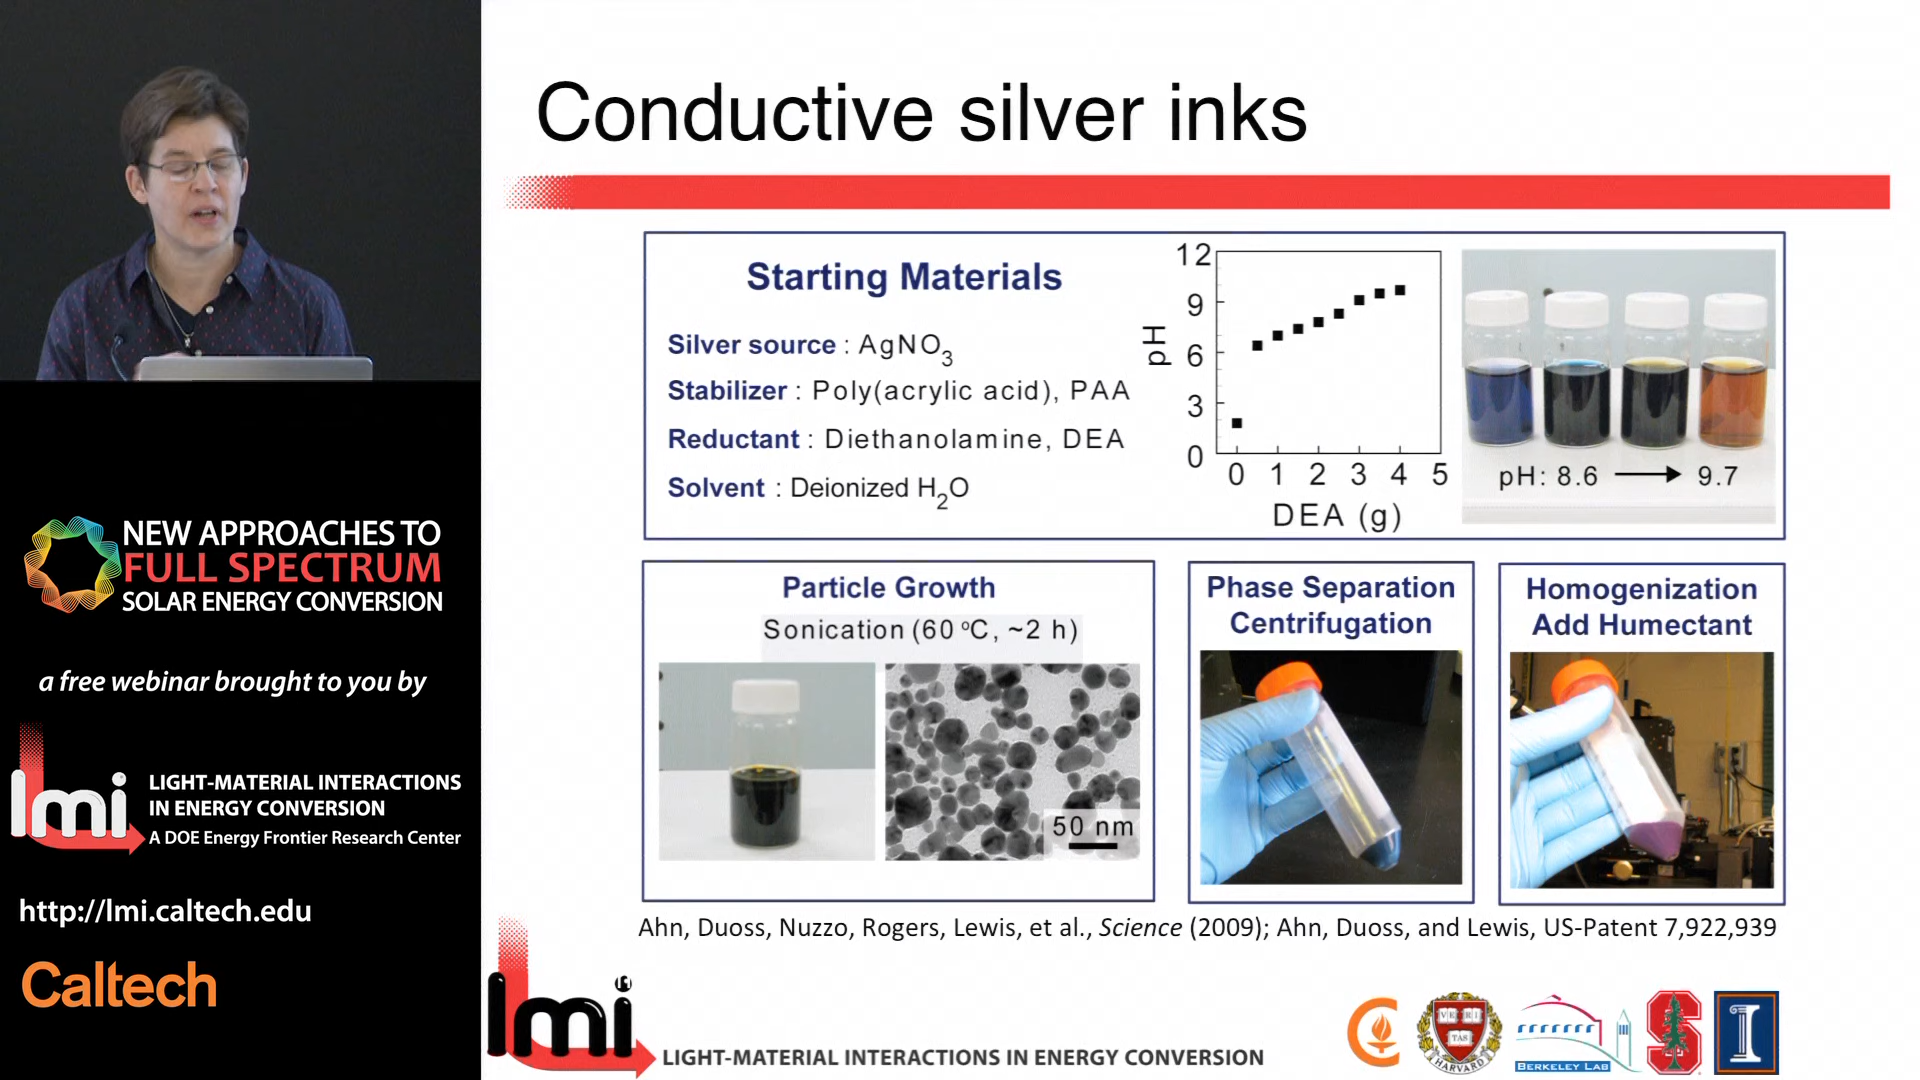 Conductive silver inks
Starting Materials
Silver source : AgNO3
Stabilizer : Poly(acrylic acid), PAA
Reductant : Diethanolamine, DEA
Solvent : Deionized H2O
pH
12
9
6
3
0
0 1 2 3 4 5
DEA (g)
pH: 8.6 → 9.7
Particle Growth
Sonication (60 °C, ~2 h)
50 nm
Phase Separation
Centrifugation
Homogenization
Add Humectant
Ahn, Duoss, Nuzzo, Rogers, Lewis, et al., Science (2009); Ahn, Duoss, and Lewis, US-Patent 7,922,939
lmi
LIGHT-MATERIAL INTERACTIONS IN ENERGY CONVERSION
C
VE RI
TAS
HARVARD
BERKELEY LAB
S
I
NEW APPROACHES TO
FULL SPECTRUM
SOLAR ENERGY CONVERSION
a free webinar brought to you by
lmi
LIGHT-MATERIAL INTERACTIONS
IN ENERGY CONVERSION
A DOE Energy Frontier Research Center
http://lmi.caltech.edu
Caltech